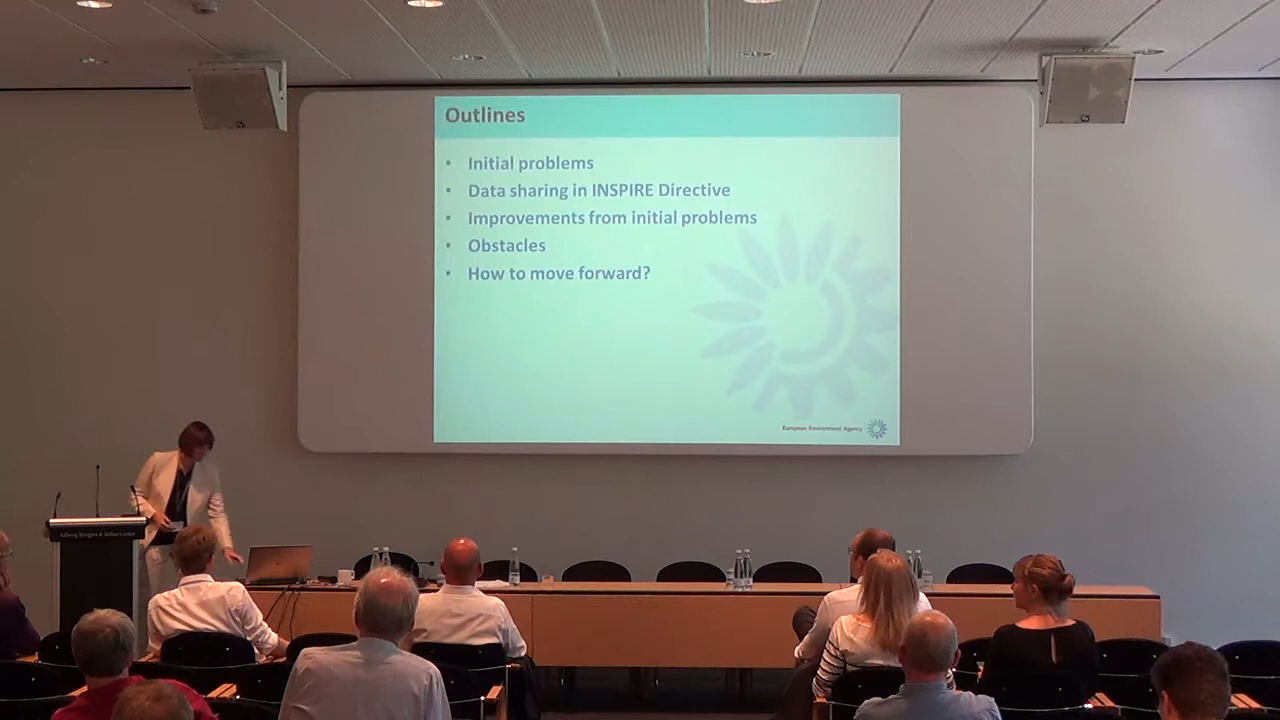 Outlines
• Initial problems
• Data sharing in INSPIRE Directive
• Improvements from initial problems
• Obstacles
• How to move forward?
European Environment Agency